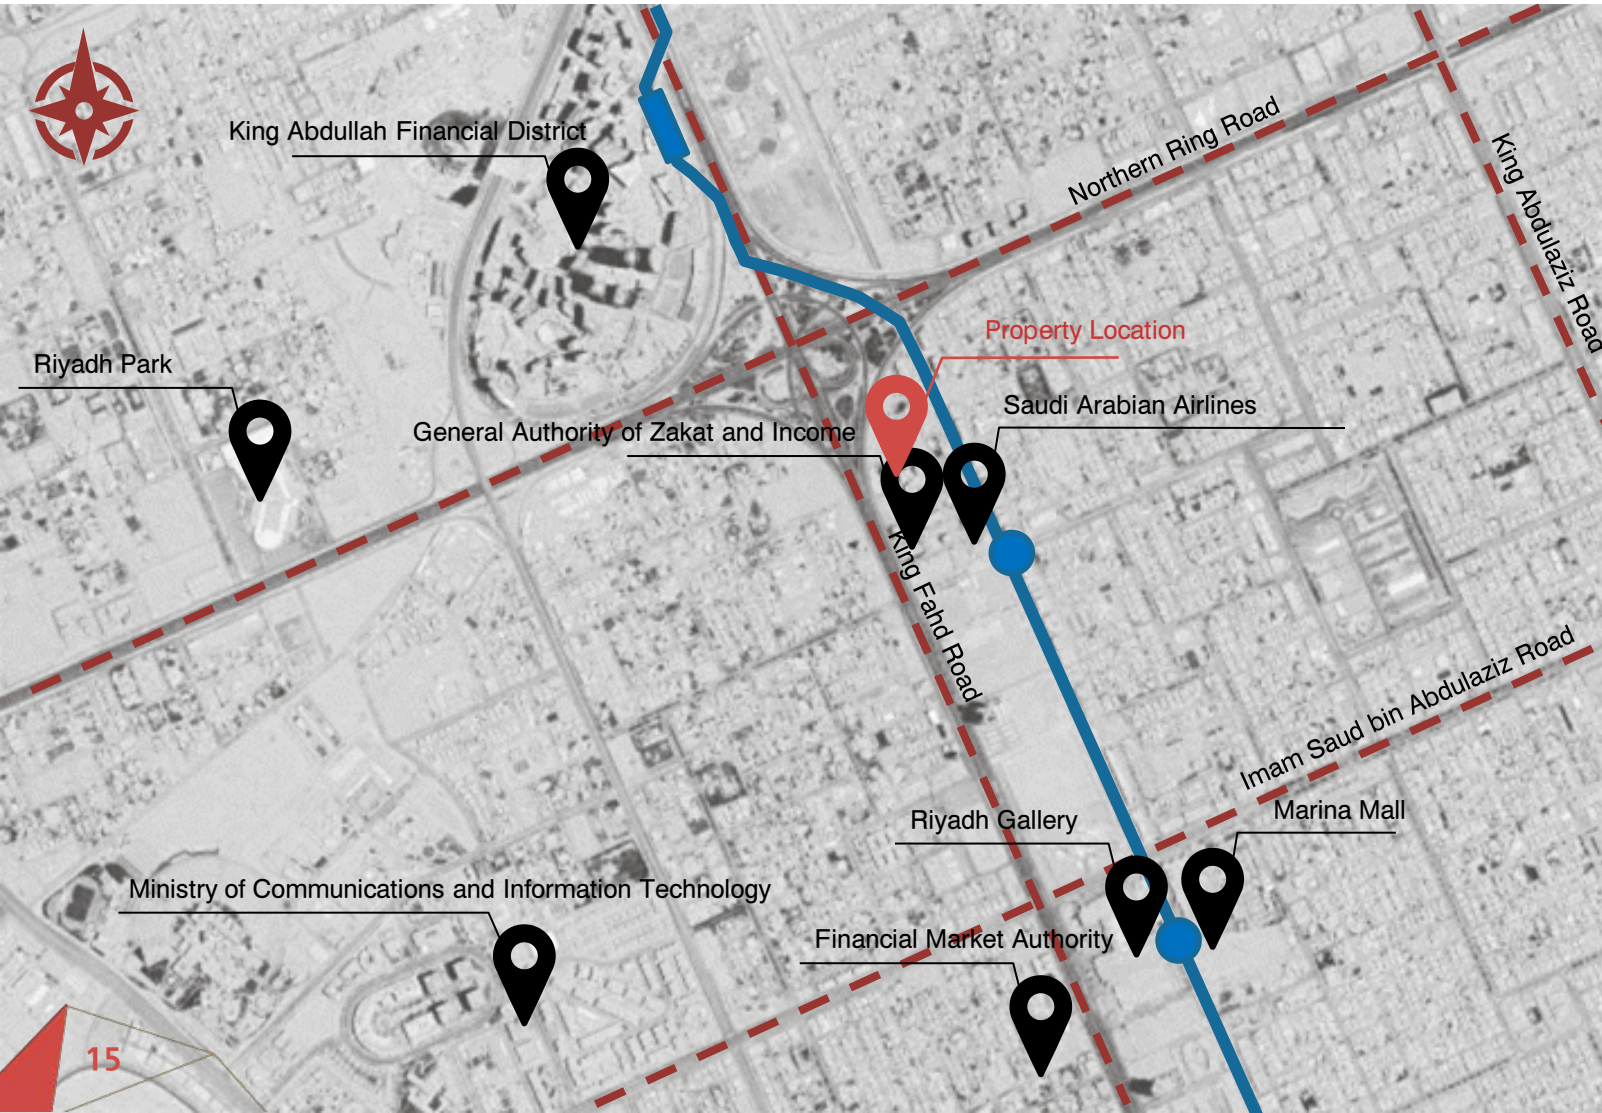 King Abdullah Financial District
Northern Ring Road
King Abdulaziz Road
Property Location
Riyadh Park
Saudi Arabian Airlines
General Authority of Zakat and Income
King Fahd Road
Imam Saud bin Abdulaziz Road
Marina Mall
Riyadh Gallery
Ministry of Communications and Information Technology
Financial Market Authority
15